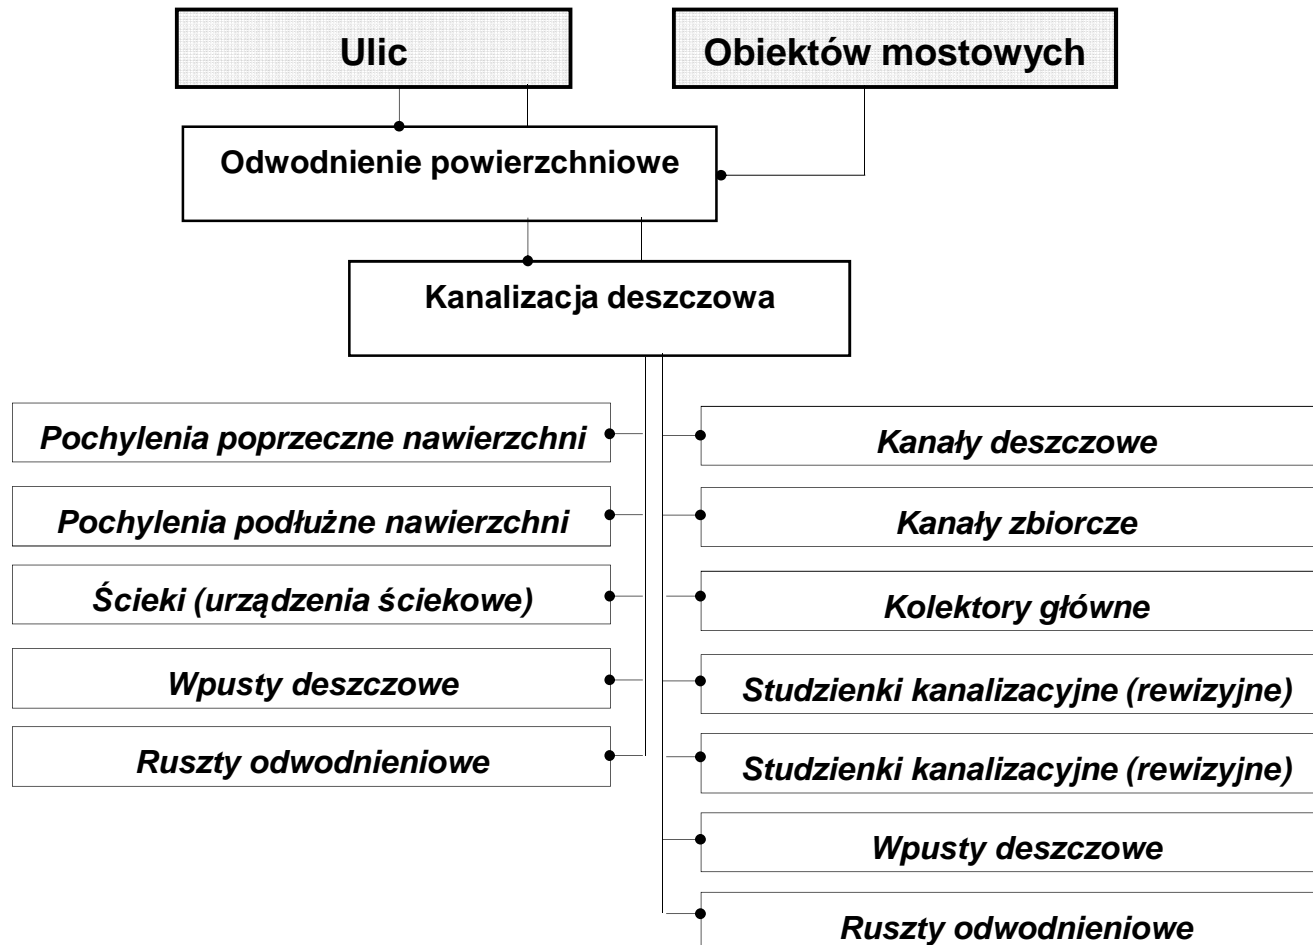 Ulic
Obiektów mostowych
Odwodnienie powierzchniowe
Kanalizacja deszczowa
Pochylenia poprzeczne nawierzchni
Pochylenia podłużne nawierzchni
Ścieki (urządzenia ściekowe)
Wpusty deszczowe
Ruszty odwodnieniowe
Kanały deszczowe
Kanały zbiorcze
Kolektory główne
Studzienki kanalizacyjne (rewizyjne)
Studzienki kanalizacyjne (rewizyjne)
Wpusty deszczowe
Ruszty odwodnieniowe